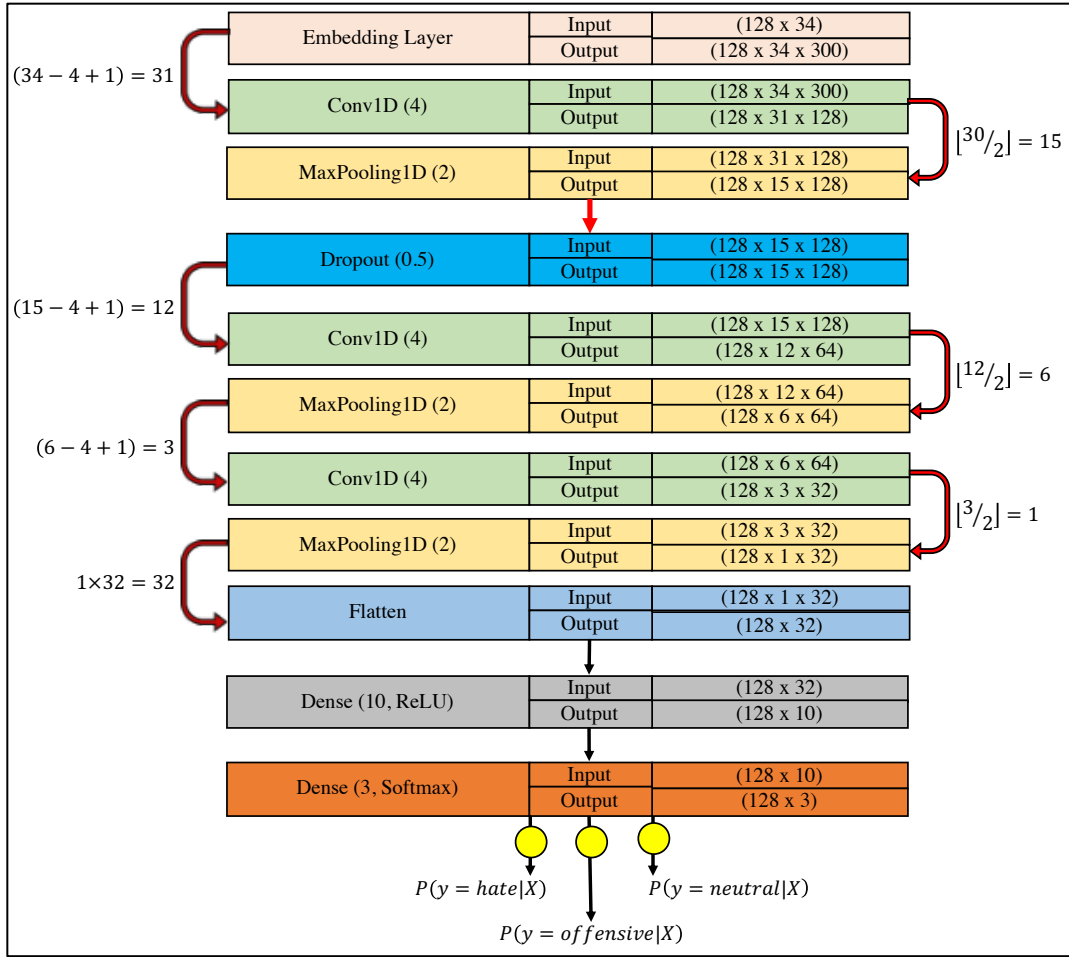 Embedding Layer Input (128 x 34)
Output (128 x 34 x 300)
(34 − 4 + 1) = 31
Conv1D (4) Input (128 x 34 x 300)
Output (128 x 31 x 128)
⌊30/2⌋ = 15
MaxPooling1D (2) Input (128 x 31 x 128)
Output (128 x 15 x 128)
Dropout (0.5) Input (128 x 15 x 128)
Output (128 x 15 x 128)
(15 − 4 + 1) = 12
Conv1D (4) Input (128 x 15 x 128)
Output (128 x 12 x 64)
⌊12/2⌋ = 6
MaxPooling1D (2) Input (128 x 12 x 64)
Output (128 x 6 x 64)
(6 − 4 + 1) = 3
Conv1D (4) Input (128 x 6 x 64)
Output (128 x 3 x 32)
⌊3/2⌋ = 1
MaxPooling1D (2) Input (128 x 3 x 32)
Output (128 x 1 x 32)
1×32 = 32
Flatten Input (128 x 1 x 32)
Output (128 x 32)
Dense (10, ReLU) Input (128 x 32)
Output (128 x 10)
Dense (3, Softmax) Input (128 x 10)
Output (128 x 3)
P(y = hate|X) P(y = neutral|X)
P(y = offensive|X)